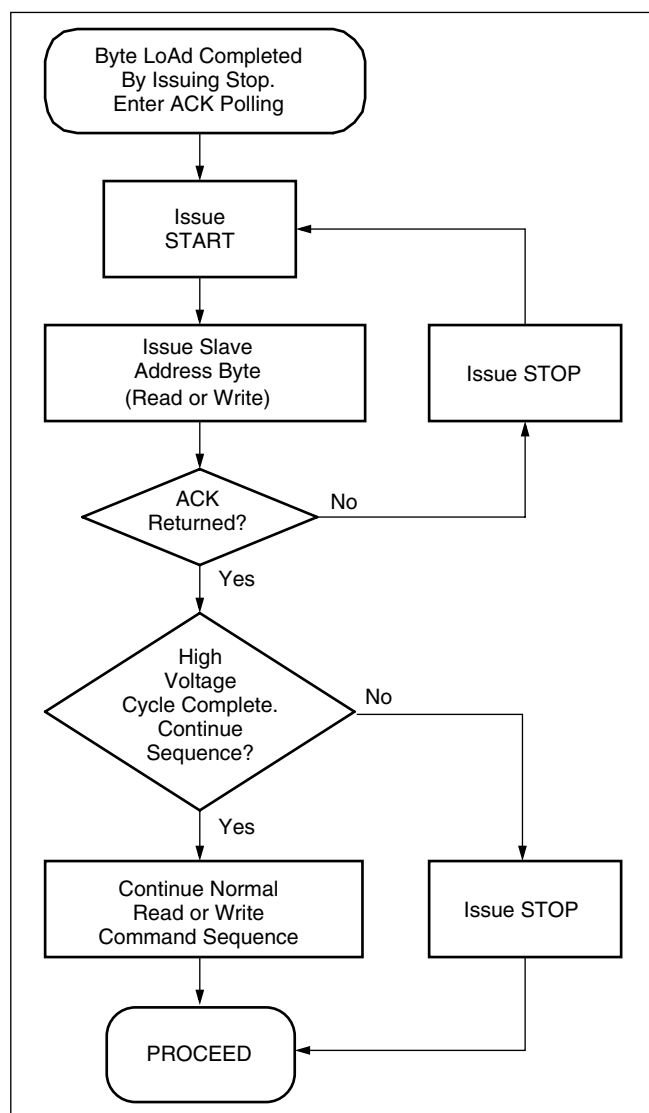 Byte LoAd Completed
By Issuing Stop.
Enter ACK Polling
Issue
START
Issue Slave
Address Byte
(Read or Write)
Issue STOP
ACK
Returned?
No
Yes
High
Voltage
Cycle Complete.
Continue
Sequence?
No
Yes
Continue Normal
Read or Write
Command Sequence
Issue STOP
PROCEED